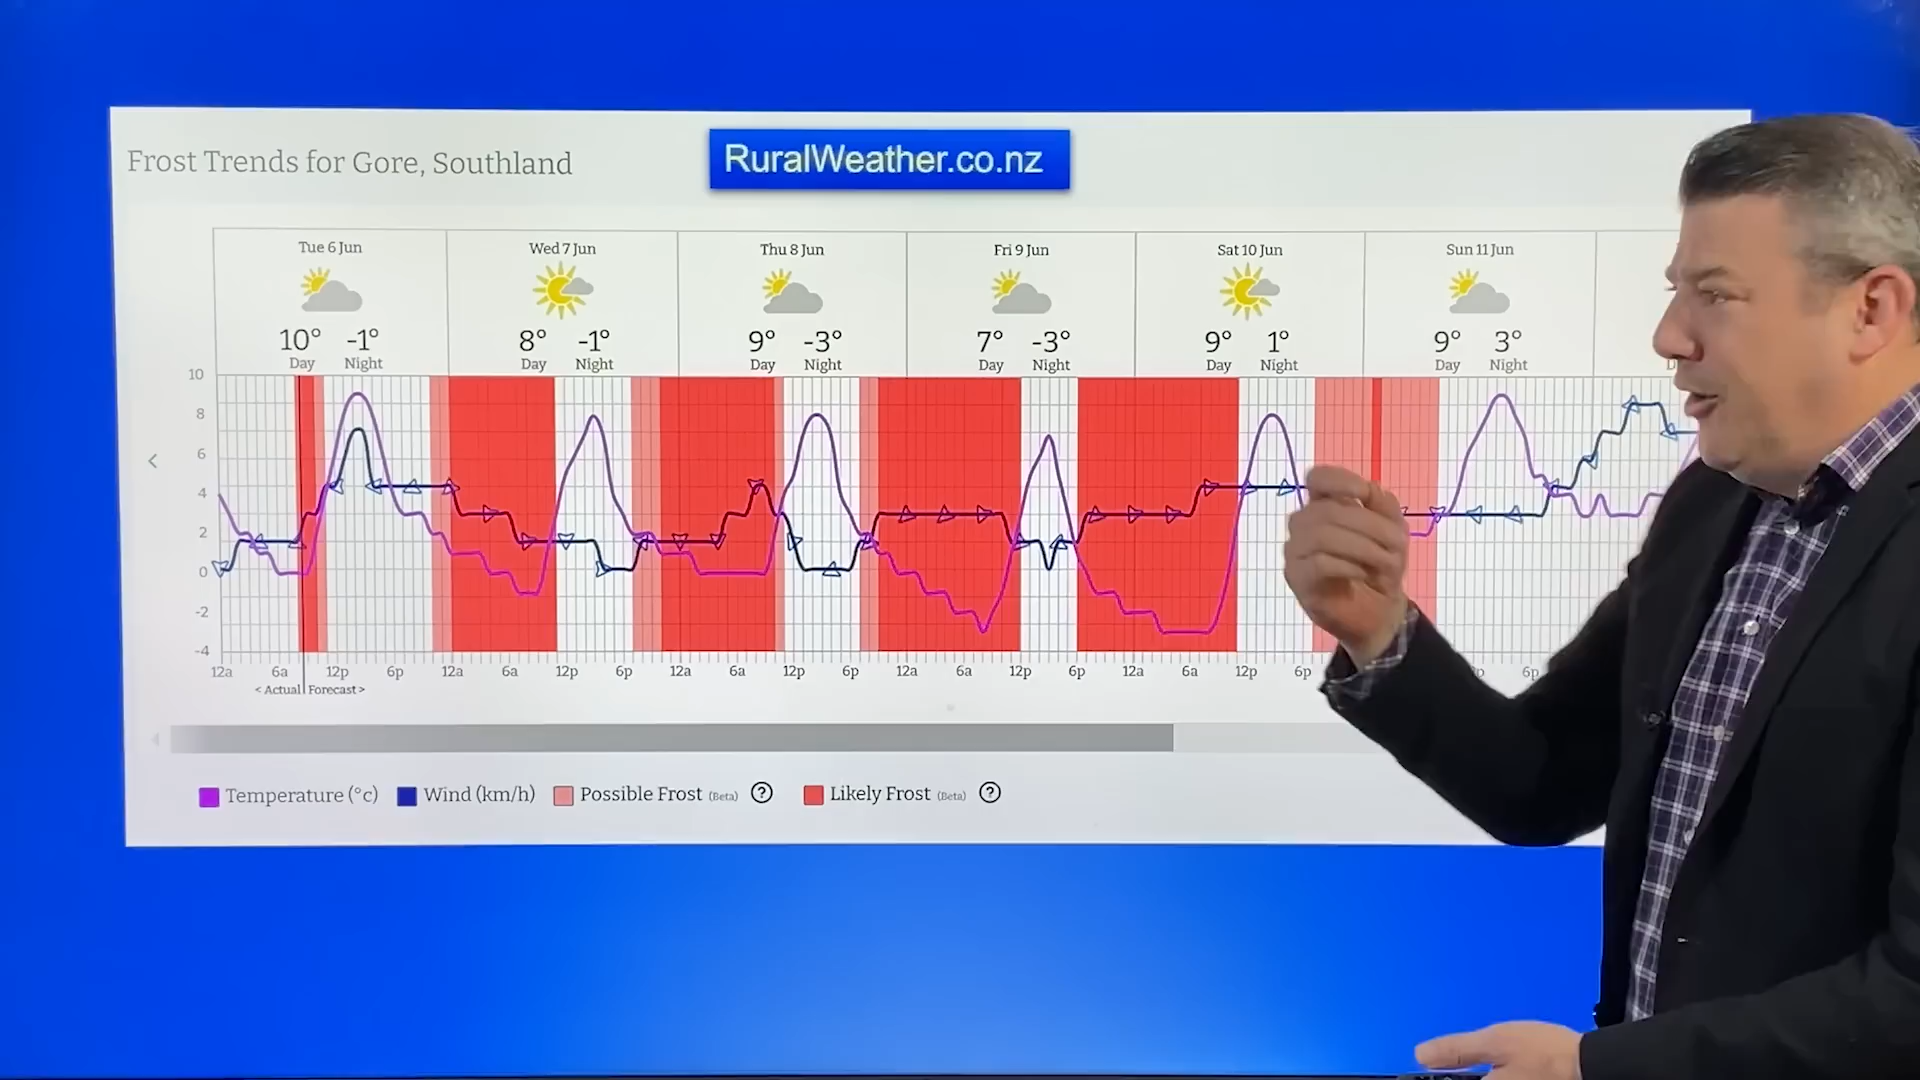 Frost Trends for Gore, Southland
RuralWeather.co.nz
Tue 6 Jun
Wed 7 Jun
Thu 8 Jun
Fri 9 Jun
Sat 10 Jun
Sun 11 Jun
10° -1°
8° -1°
9° -3°
7° -3°
9° 1°
9° 3°
Day Night
Day Night
Day Night
Day Night
Day Night
Day Night
D
10
8
6
4
2
0
-2
-4
12a 6a 12p 6p 12a 6a 12p 6p 12a 6a 12p 6p 12a 6a 12p 6p 12a 6a 12p 6p 6p
< Actual Forecast >
Temperature (°c) Wind (km/h) Possible Frost (Beta) ? Likely Frost (Beta) ?